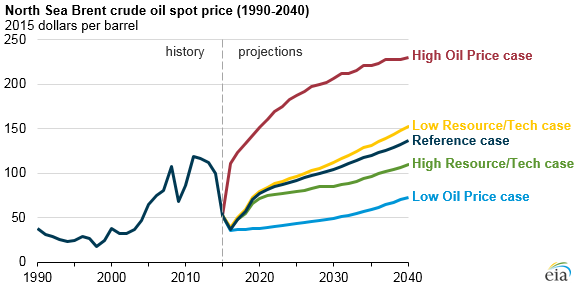 North Sea Brent crude oil spot price (1990-2040)
2015 dollars per barrel
250
history
projections
High Oil Price case
200
150
Low Resource/Tech case
Reference case
High Resource/Tech case
100
Low Oil Price case
50
0
1990
2000
2010
2020
2030
2040
eia